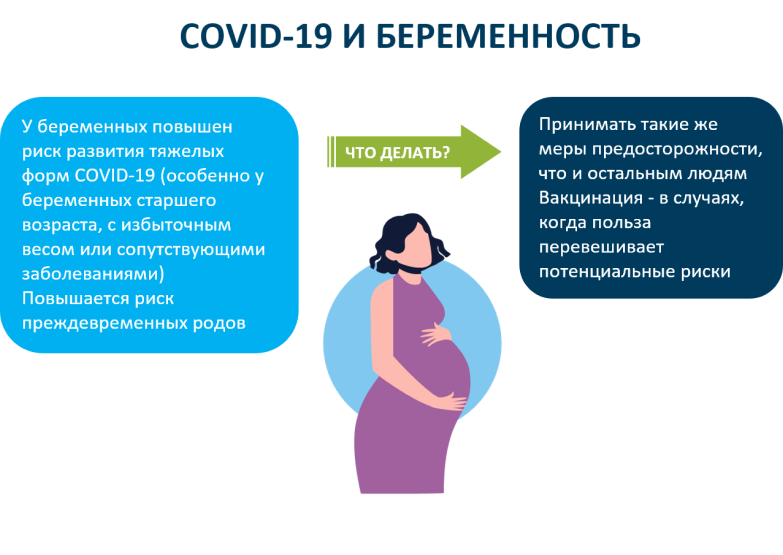 COVID-19 И БЕРЕМЕННОСТЬ
У беременных повышен
риск развития тяжелых
форм COVID-19 (особенно у
беременных старшего
возраста, с избыточным
весом или сопутствующими
заболеваниями)
Повышается риск
преждевременных родов
ЧТО ДЕЛАТЬ?
Принимать такие же
меры предосторожности,
что и остальным людям
Вакцинация - в случаях,
когда польза
перевешивает
потенциальные риски